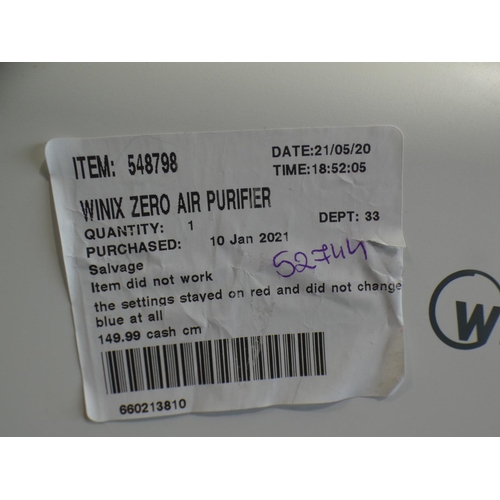 ITEM: 548798
DATE:21/05/20
TIME:18:52:05
WINIX ZERO AIR PURIFIER
QUANTITY: 1
DEPT: 33
PURCHASED: 10 Jan 2021
Salvage
52744
Item did not work
the settings stayed on red and did not change
blue at all
149.99 cash cm
660213810
W